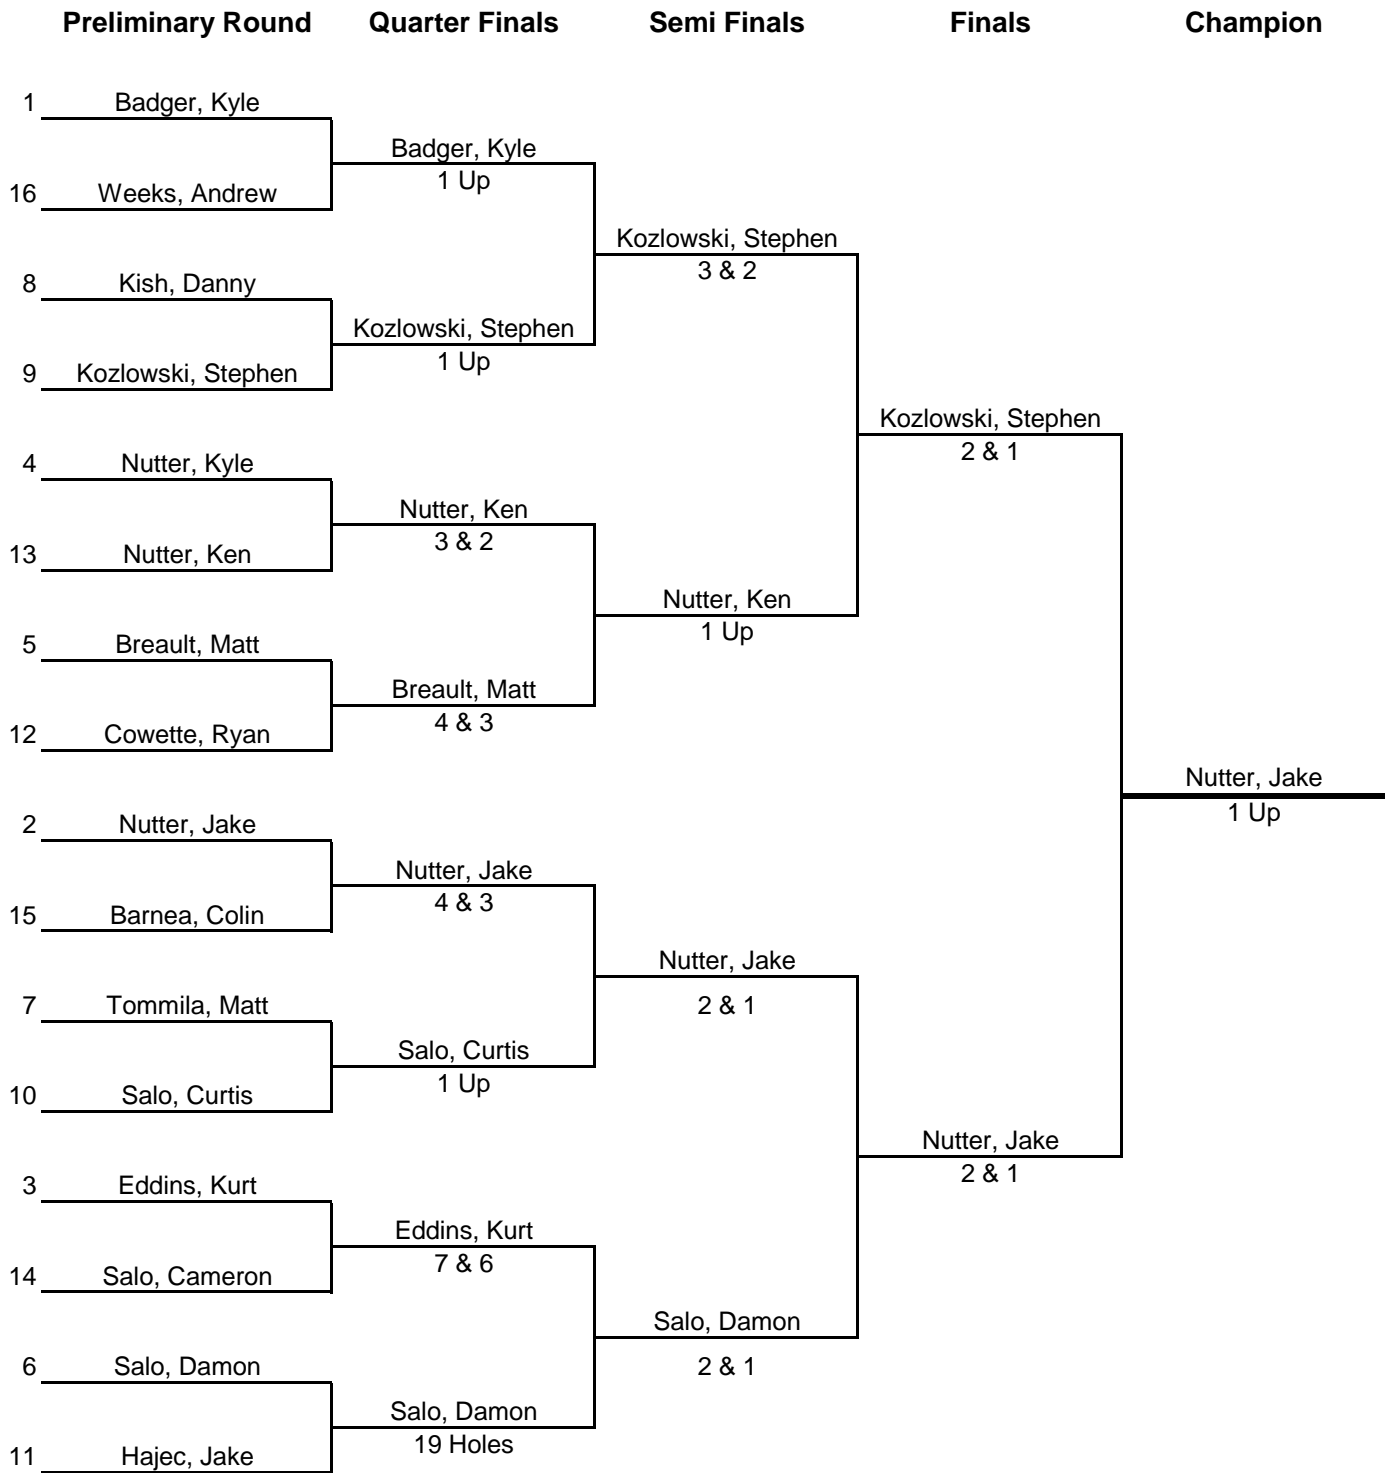 Preliminary Round Quarter Finals Semi Finals Finals Champion
1 Badger, Kyle
Badger, Kyle
1 Up
16 Weeks, Andrew
Kozlowski, Stephen
3 & 2
8 Kish, Danny
Kozlowski, Stephen
1 Up
9 Kozlowski, Stephen
Kozlowski, Stephen
2 & 1
4 Nutter, Kyle
Nutter, Ken
3 & 2
13 Nutter, Ken
Nutter, Ken
1 Up
5 Breault, Matt
Breault, Matt
4 & 3
12 Cowette, Ryan
Nutter, Jake
1 Up
2 Nutter, Jake
Nutter, Jake
4 & 3
15 Barnea, Colin
Nutter, Jake
2 & 1
7 Tommila, Matt
Salo, Curtis
1 Up
10 Salo, Curtis
Nutter, Jake
2 & 1
3 Eddins, Kurt
Eddins, Kurt
7 & 6
14 Salo, Cameron
Salo, Damon
2 & 1
6 Salo, Damon
Salo, Damon
19 Holes
11 Hajec, Jake